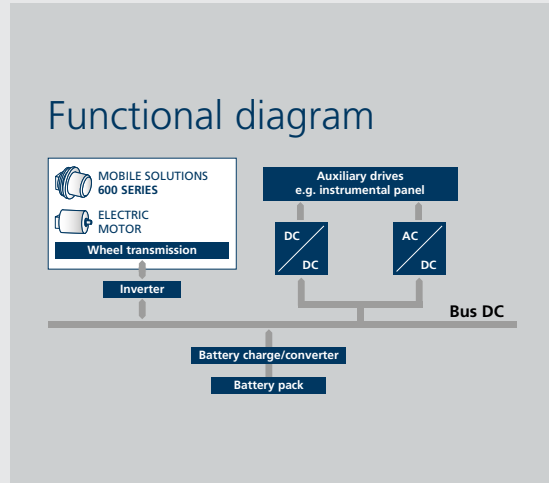 Functional diagram
MOBILE SOLUTIONS
600 SERIES
ELECTRIC
MOTOR
Wheel transmission
Inverter
Auxiliary drives
e.g. instrumental panel
DC
DC
AC
DC
Bus DC
Battery charge/converter
Battery pack